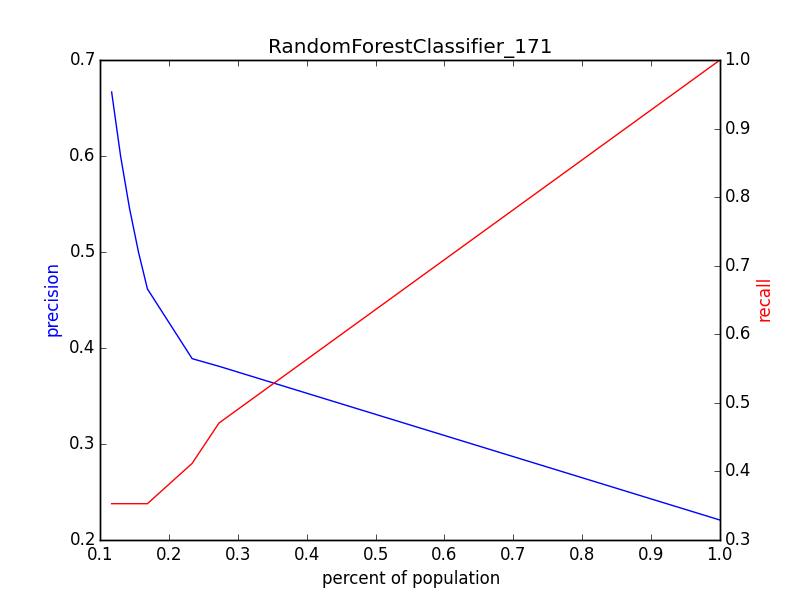 RandomForestClassifier_171
0.7
0.6
0.5
0.4
0.3
0.2
precision
1.0
0.9
0.8
0.7
0.6
0.5
0.4
0.3
recall
0.1 0.2 0.3 0.4 0.5 0.6 0.7 0.8 0.9 1.0
percent of population